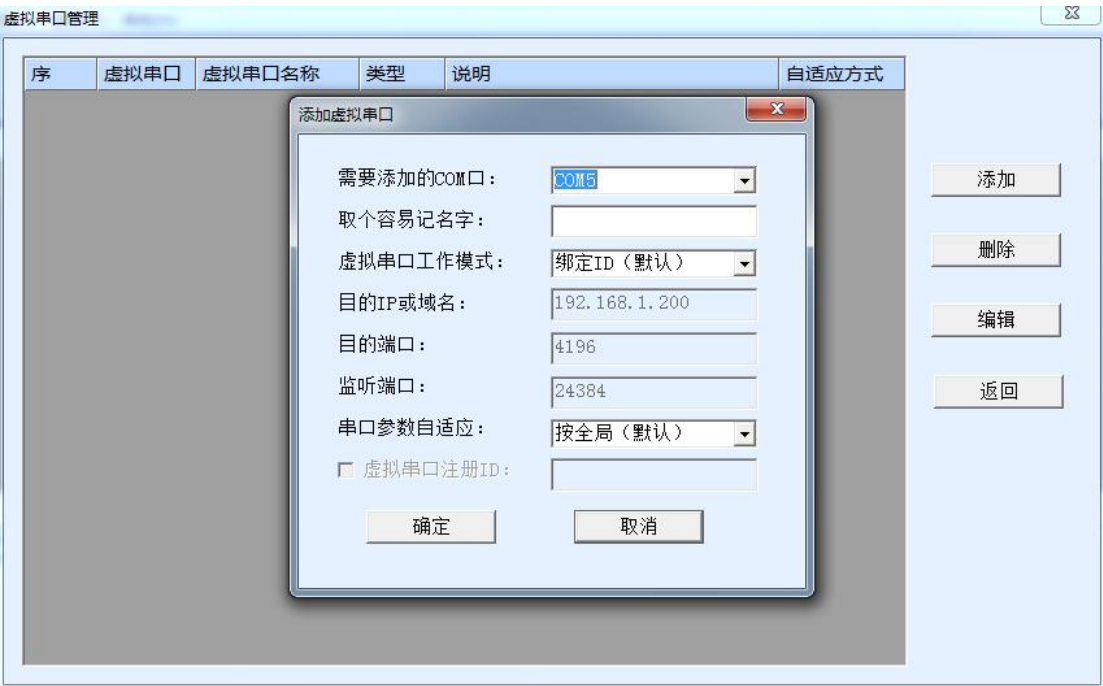 虚拟串口管理
序 虚拟串口 虚拟串口名称 类型 说明 自适应方式
添加虚拟串口
需要添加的COM口： COM5
取个容易记名字：
虚拟串口工作模式： 绑定ID（默认）
目的IP或域名： 192.168.1.200
目的端口： 4196
监听端口： 24384
串口参数自适应： 按全局（默认）
虚拟串口注册ID：
确定 取消
添加
删除
编辑
返回